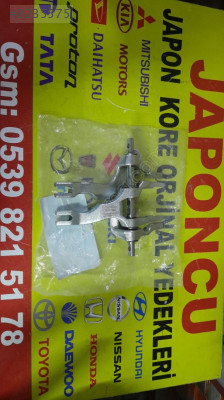 JAPONCU
JAPON KORE ORJİNAL YEDEKLERİ
MITSUBISHI
KIA
MOTORS
DAIHATSU
proton
TATA
HYUNDAI
NISSAN
NISSAN
HONDA
DAEWOO
TOYOTA
Gsm: 0539 821 51 78